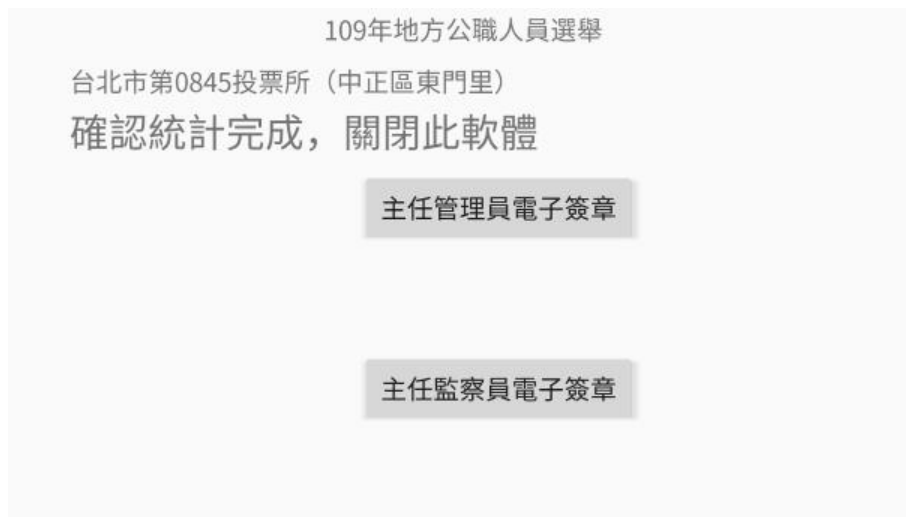 109年地方公職人員選舉
台北市第0845投票所（中正區東門里）
確認統計完成，關閉此軟體
主任管理員電子簽章
主任監察員電子簽章